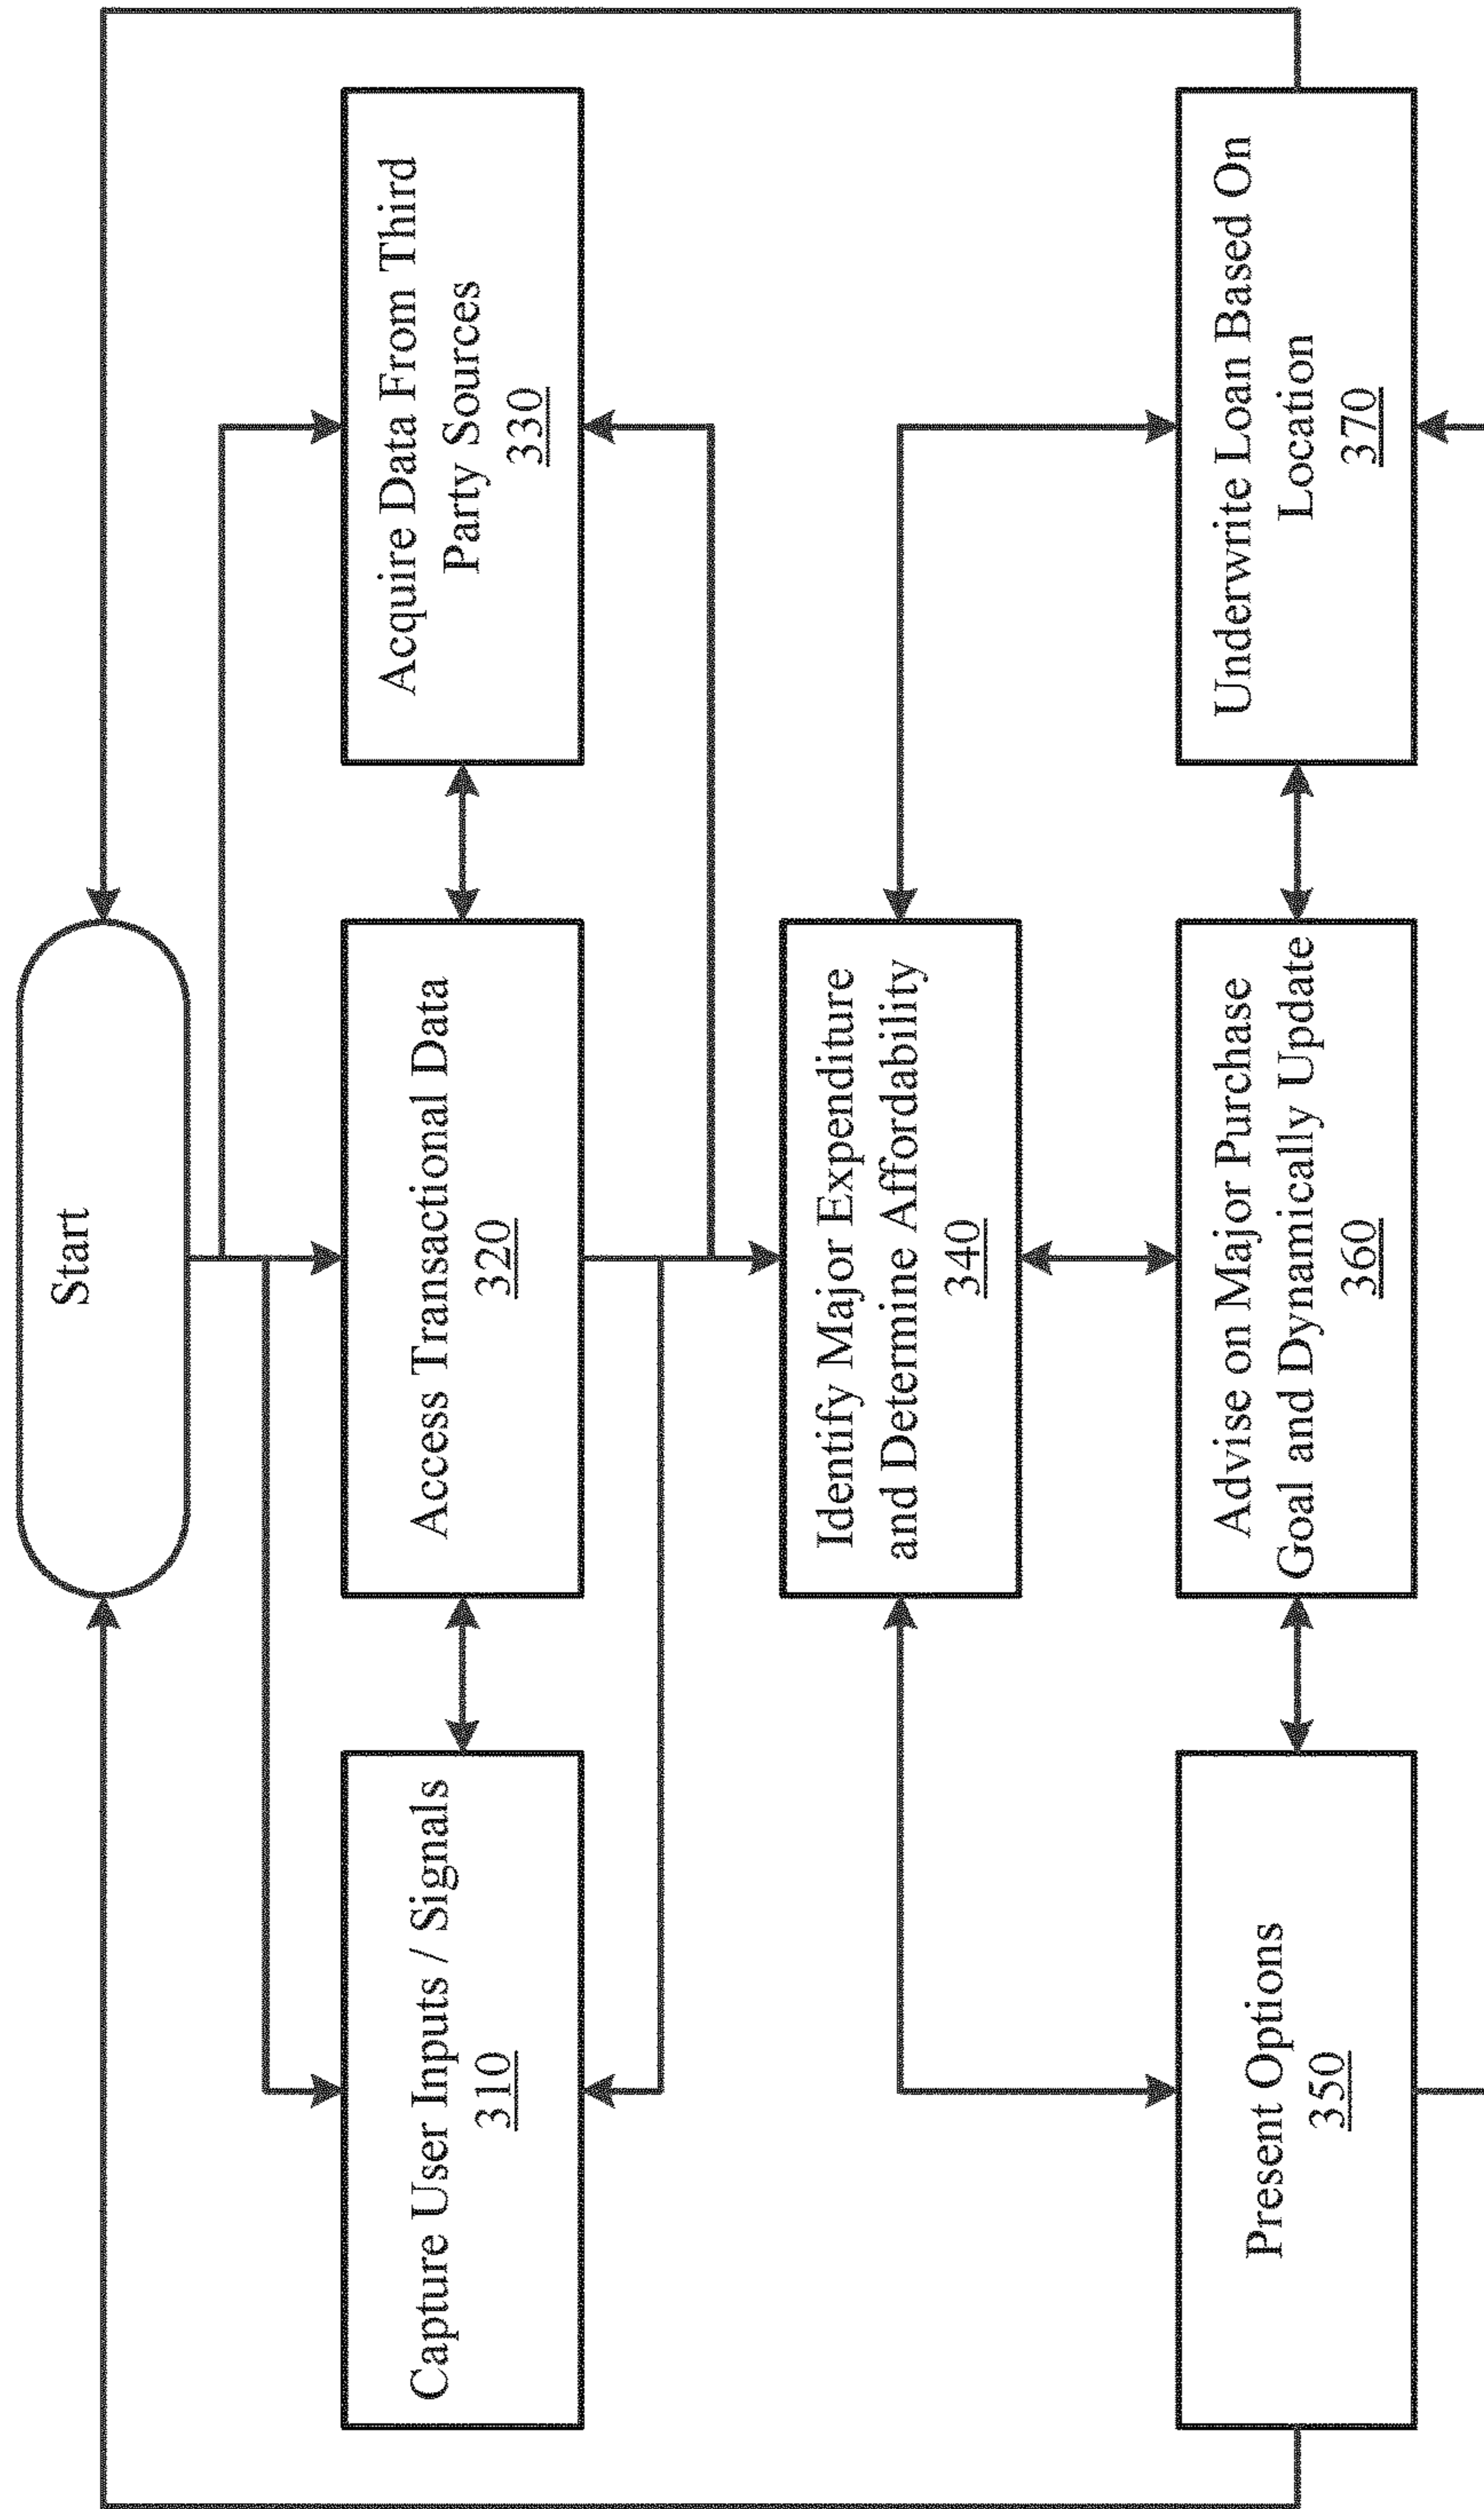 Start
Capture User Inputs / Signals
310
Access Transactional Data
320
Acquire Data From Third
Party Sources
330
Identify Major Expenditure
and Determine Affordability
340
Present Options
350
Advise on Major Purchase
Goal and Dynamically Update
360
Underwrite Loan Based On
Location
370